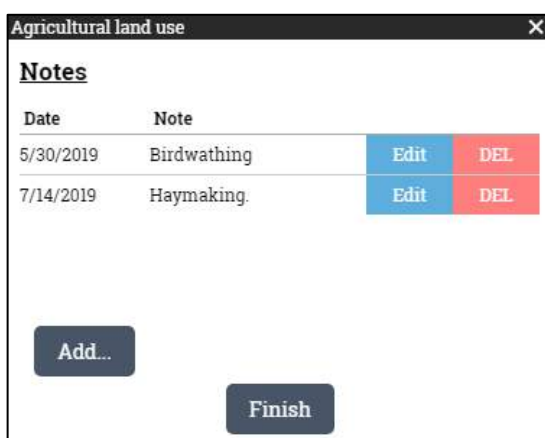 Agricultural land use ×
Notes
Date Note
5/30/2019 Birdwathing Edit DEL
7/14/2019 Haymaking. Edit DEL
Add...
Finish